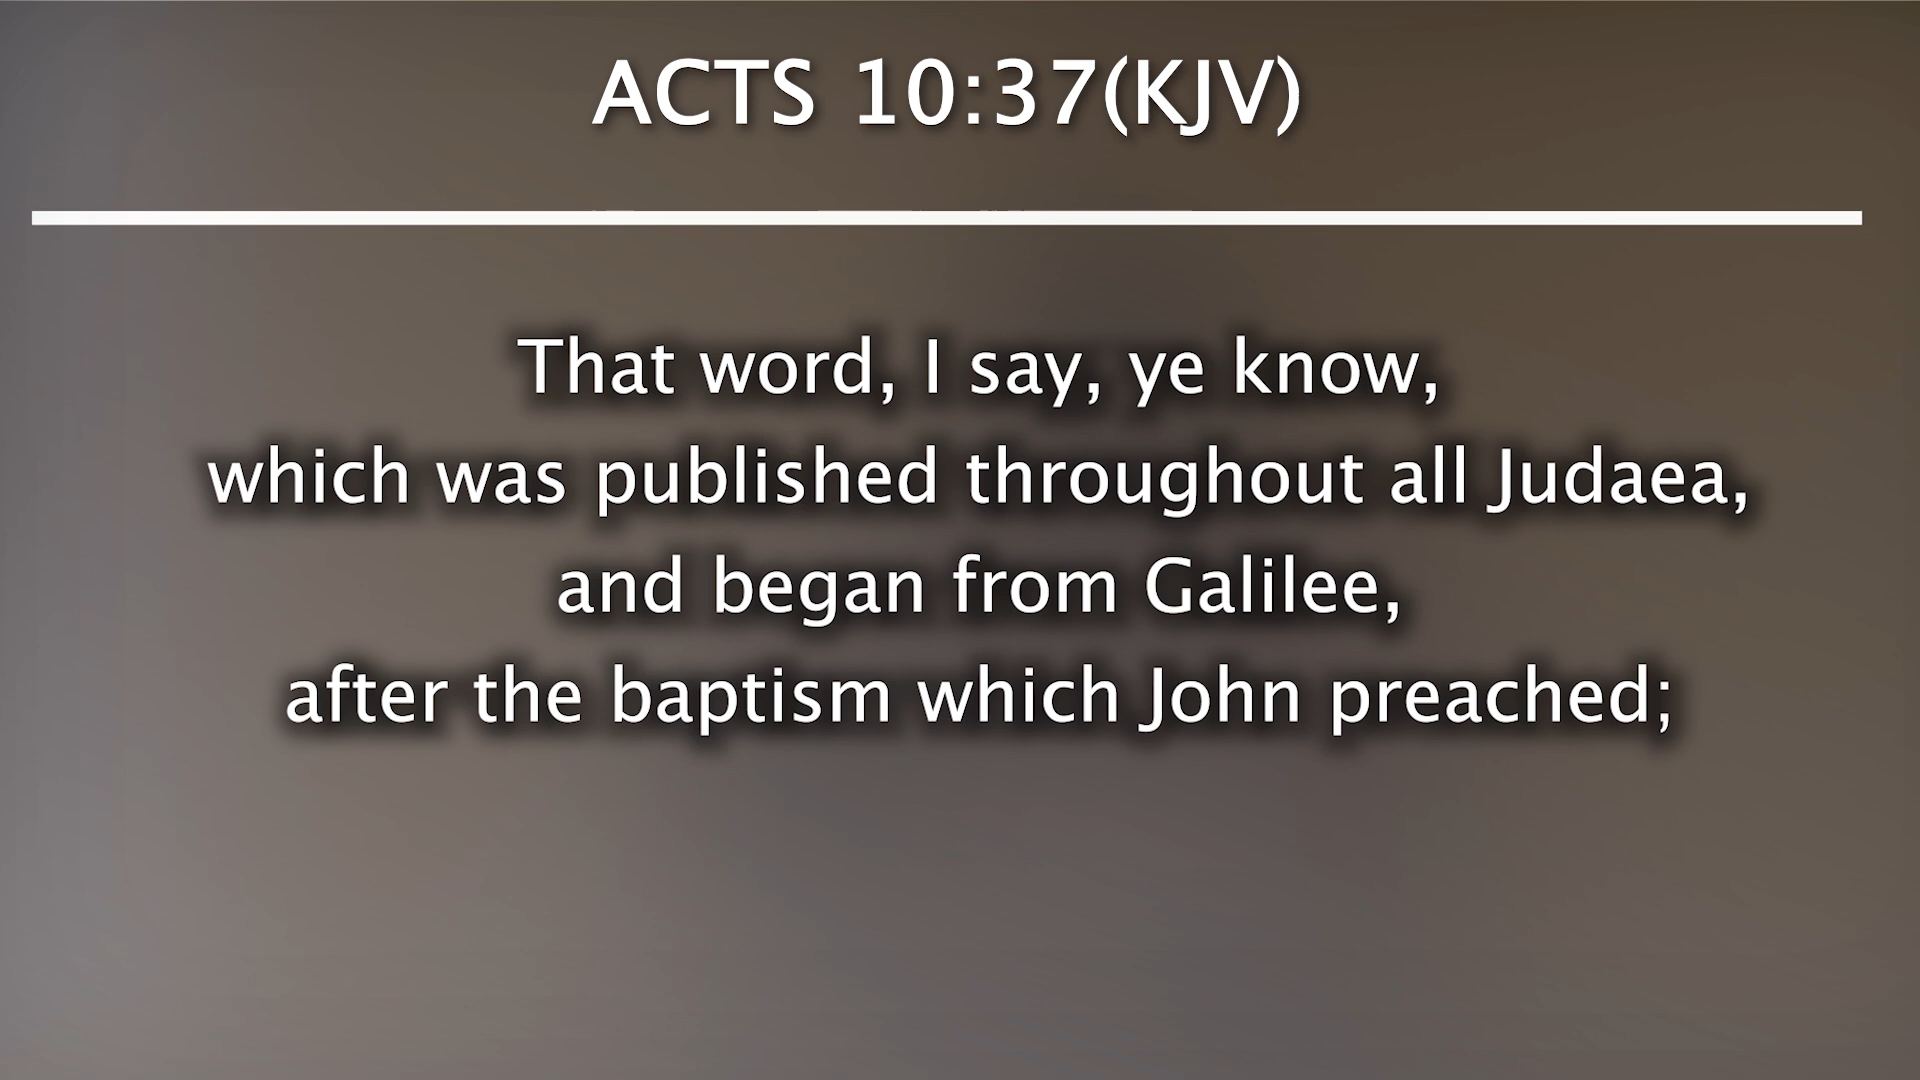 ACTS 10:37(KJV)
That word, I say, ye know,
which was published throughout all Judaea,
and began from Galilee,
after the baptism which John preached;